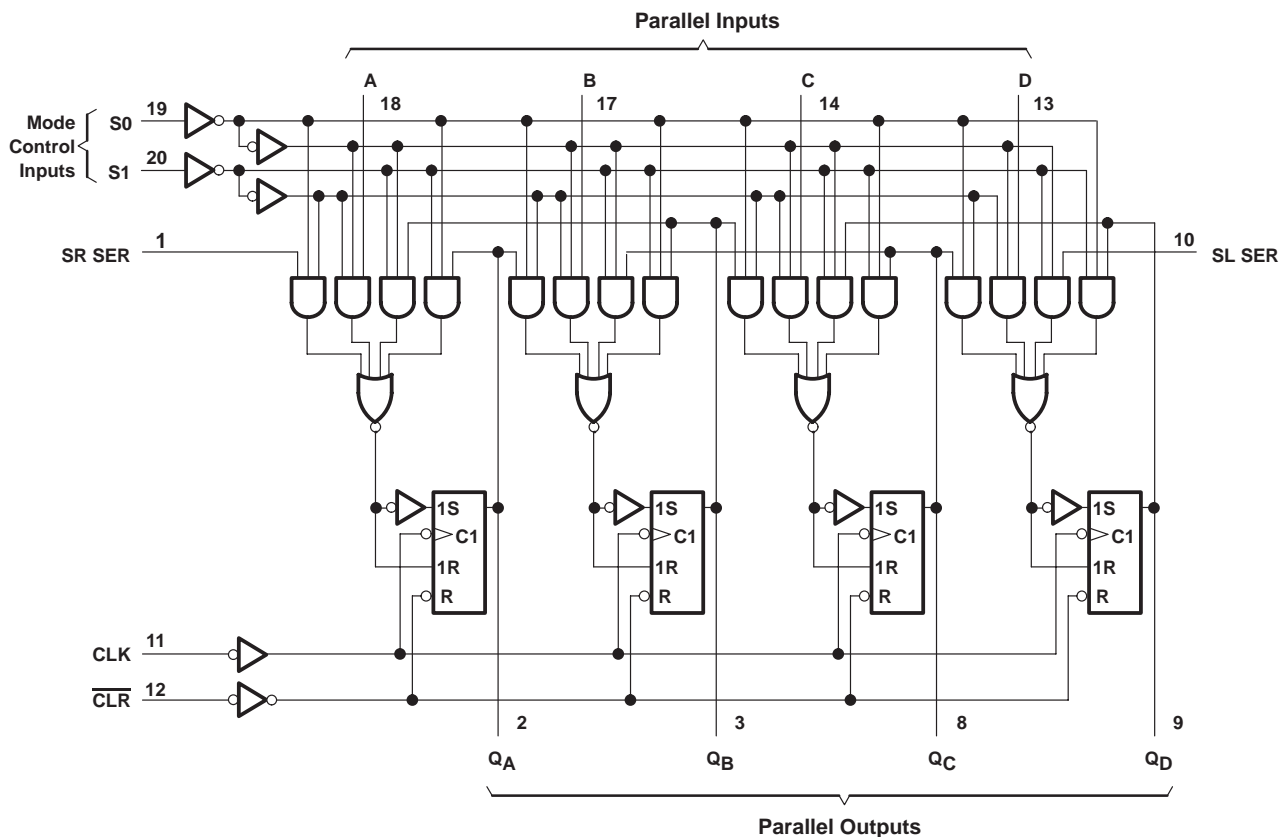 Parallel Inputs
A B C D
18 17 14 13
Mode
Control
Inputs
19
S0
20
S1
1
SR SER
10
SL SER
1S 1S 1S 1S
C1 C1 C1 C1
1R 1R 1R 1R
R R R R
11
CLK
12
CLR
2 3 8 9
QA QB QC QD
Parallel Outputs